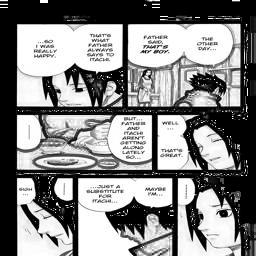 THE
OTHER
DAY...
FATHER
SAID,
THAT'S
MY BOY.
THAT'S
WHAT
FATHER
ALWAYS
SAYS TO
ITACHI.
...SO
I WAS
REALLY
HAPPY.
WELL
...
THAT'S
GREAT.
BUT...
FATHER
AND
ITACHI
AREN'T
GETTING
ALONG
LATELY
SO...
...
MAYBE
I'M...
...JUST A
SUBSTITUTE
FOR
ITACHI...
...
SIGH
...